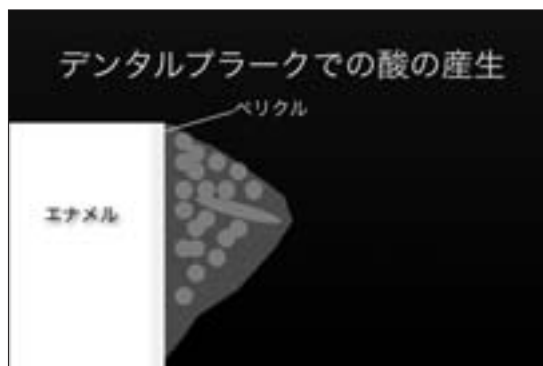 デンタルプラークでの酸の産生
ペリクル
エナメル